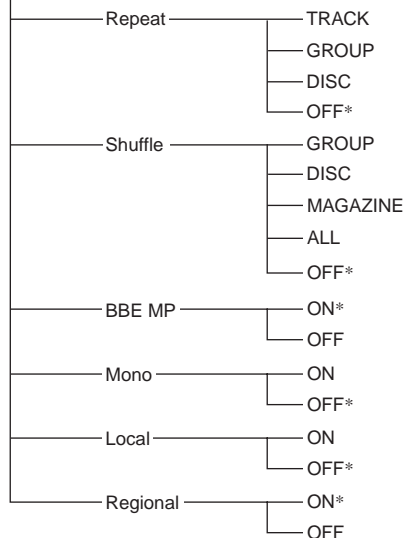 Repeat TRACK
GROUP
DISC
OFF*
Shuffle GROUP
DISC
MAGAZINE
ALL
OFF*
BBE MP ON*
OFF
Mono ON
OFF*
Local ON
OFF*
Regional ON*
OFF